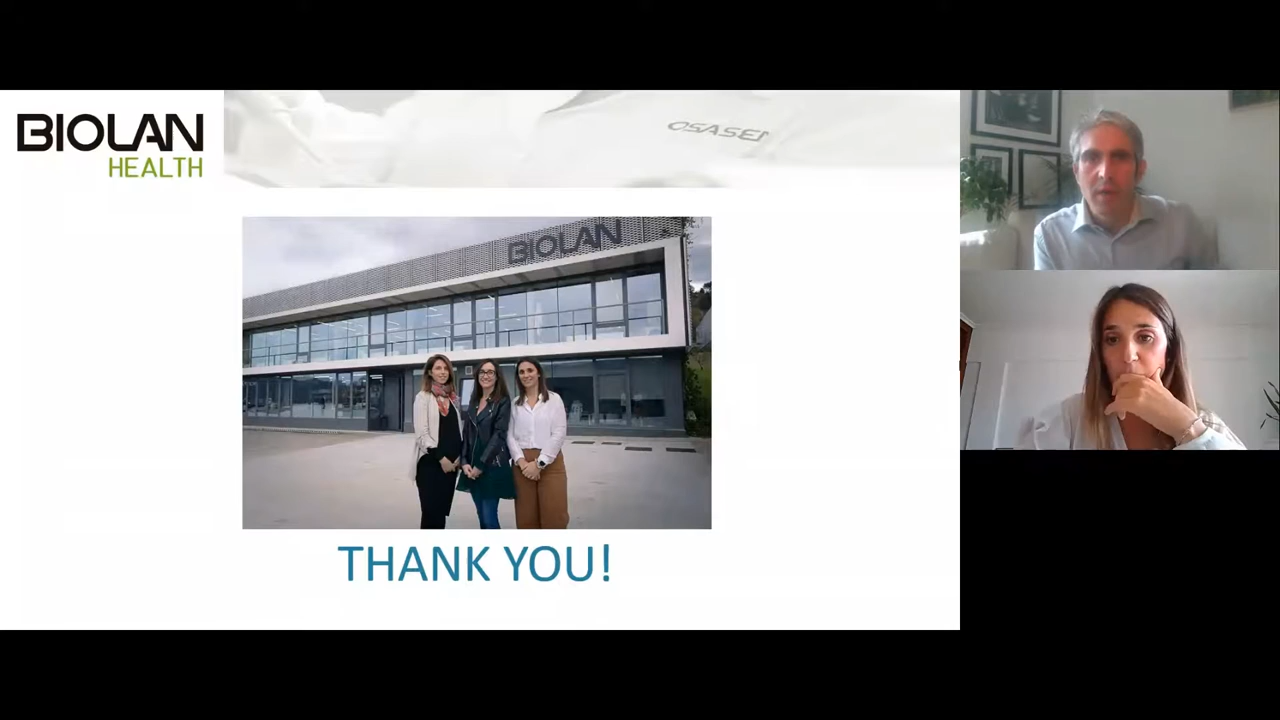 BIOLAN
HEALTH
OSASEN
BIOLAN
THANK YOU!